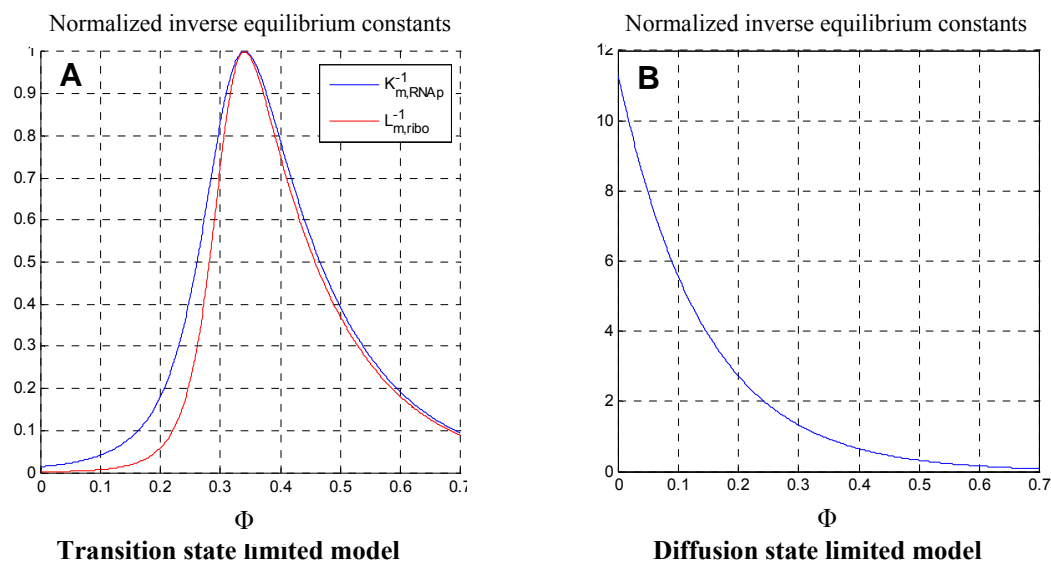 Normalized inverse equilibrium constants
A
K-1m,RNAp
L-1m,ribo
1
0.9
0.8
0.7
0.6
0.5
0.4
0.3
0.2
0.1
0
0 0.1 0.2 0.3 0.4 0.5 0.6 0.7
Φ
Transition state limited model
Normalized inverse equilibrium constants
B
12
10
8
6
4
2
0
0 0.1 0.2 0.3 0.4 0.5 0.6 0.7
Φ
Diffusion state limited model